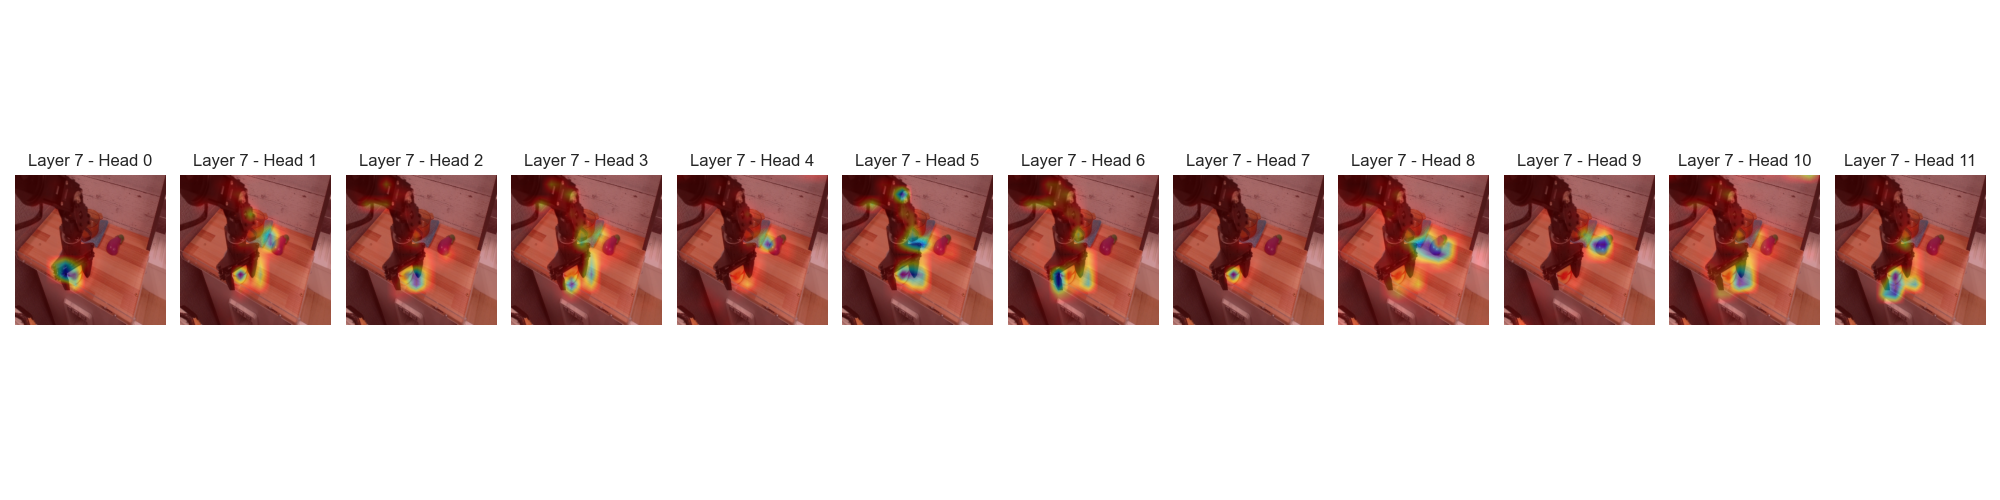 Layer 7 - Head 0
Layer 7 - Head 1
Layer 7 - Head 2
Layer 7 - Head 3
Layer 7 - Head 4
Layer 7 - Head 5
Layer 7 - Head 6
Layer 7 - Head 7
Layer 7 - Head 8
Layer 7 - Head 9
Layer 7 - Head 10
Layer 7 - Head 11